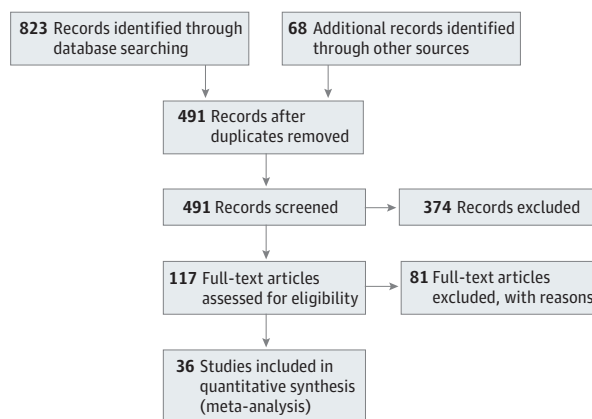 823 Records identified through
database searching
68 Additional records identified
through other sources
491 Records after
duplicates removed
491 Records screened
374 Records excluded
117 Full-text articles
assessed for eligibility
81 Full-text articles
excluded, with reasons
36 Studies included in
quantitative synthesis
(meta-analysis)